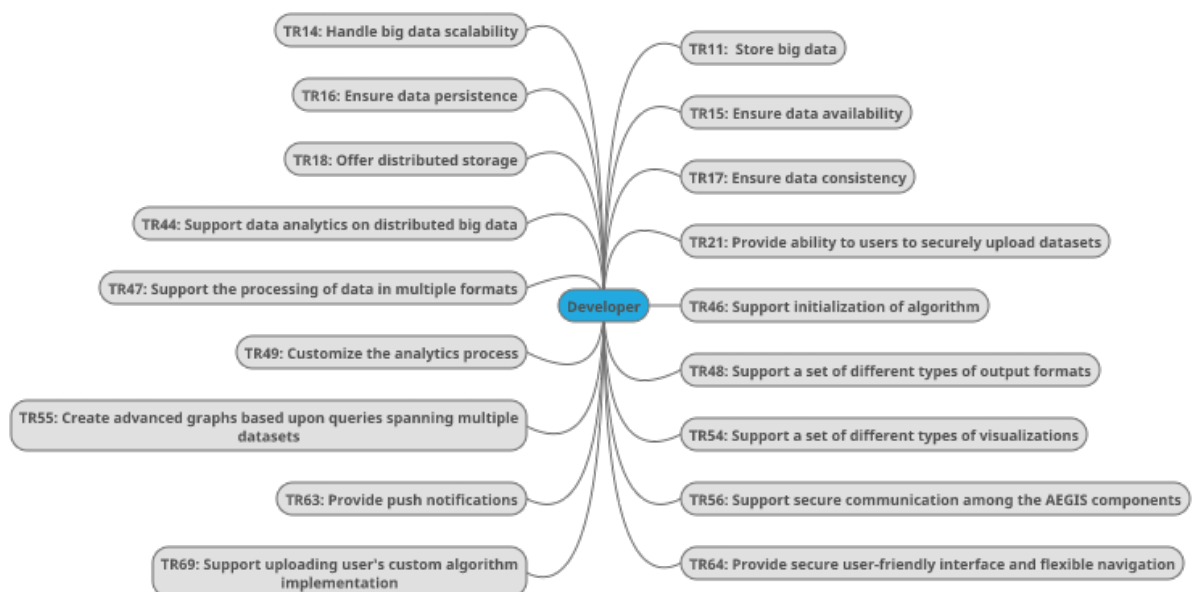 TR14: Handle big data scalability
TR16: Ensure data persistence
TR18: Offer distributed storage
TR44: Support data analytics on distributed big data
TR47: Support the processing of data in multiple formats
TR49: Customize the analytics process
TR55: Create advanced graphs based upon queries spanning multiple
datasets
TR63: Provide push notifications
TR69: Support uploading user's custom algorithm
implementation
Developer
TR11: Store big data
TR15: Ensure data availability
TR17: Ensure data consistency
TR21: Provide ability to users to securely upload datasets
TR46: Support initialization of algorithm
TR48: Support a set of different types of output formats
TR54: Support a set of different types of visualizations
TR56: Support secure communication among the AEGIS components
TR64: Provide secure user-friendly interface and flexible navigation